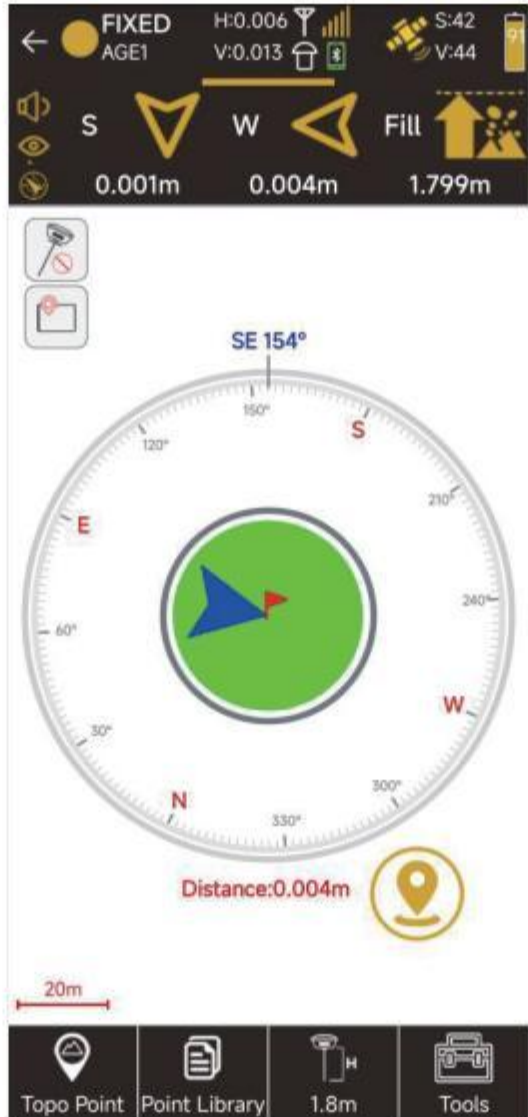 FIXED
AGE1
H:0.006
V:0.013
S:42
V:44
91
S
W
Fill
0.001m
0.004m
1.799m
SE 154°
150°
S
120°
210°
E
240°
60°
W
30°
300°
N
330°
Distance:0.004m
20m
H
Topo Point
Point Library
1.8m
Tools